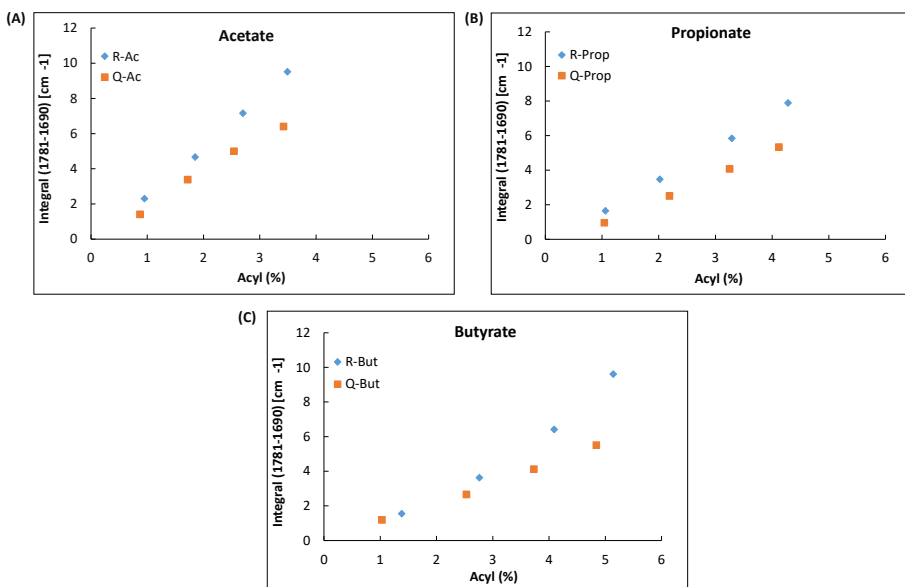 (A)
Acetate
R-Ac
Q-Ac
Integral (1781-1690) [cm -1]
12
10
8
6
4
2
0
0 1 2 3 4 5 6
Acyl (%)
(B)
Propionate
R-Prop
Q-Prop
Integral (1781-1690) [cm -1]
12
10
8
6
4
2
0
0 1 2 3 4 5 6
Acyl (%)
(C)
Butyrate
R-But
Q-But
Integral (1781-1690) [cm -1]
12
10
8
6
4
2
0
0 1 2 3 4 5 6
Acyl (%)